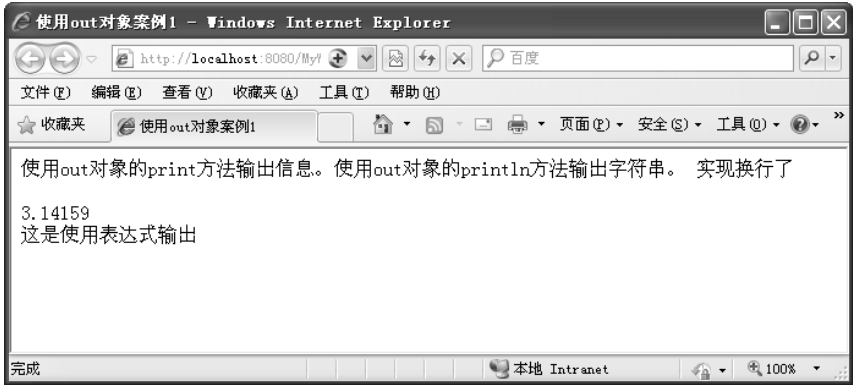 使用out对象案例1 - Windows Internet Explorer
http://localhost:8080/My 百度
文件(F) 编辑(E) 查看(V) 收藏夹(A) 工具(T) 帮助(H)
收藏夹 使用out对象案例1 页面(P) 安全(S) 工具(O) »
使用out对象的print方法输出信息。使用out对象的println方法输出字符串。 实现换行了
3.14159
这是使用表达式输出
完成 本地 Intranet 100%